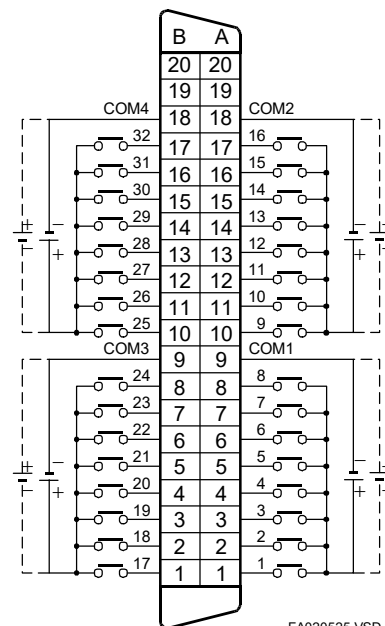 B A
20 20
19 19
COM4 18 18 COM2
32 17 17 16
31 16 16 15
30 15 15 14
29 14 14 13
+ − − +
− + + −
28 13 13 12
27 12 12 11
26 11 11 10
25 10 10 9
COM3 9 9 COM1
24 8 8 8
23 7 7 7
22 6 6 6
21 5 5 5
+ − − +
− + + −
20 4 4 4
19 3 3 3
18 2 2 2
17 1 1 1